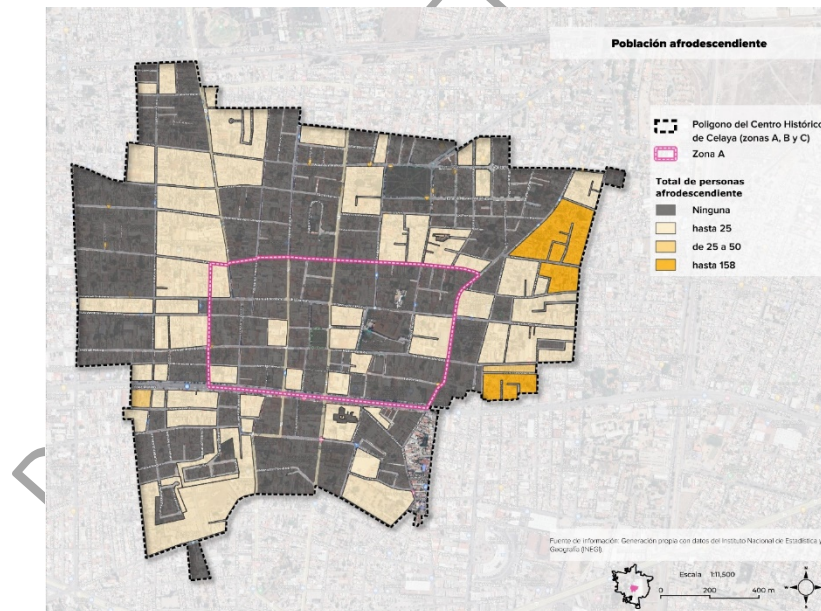 Población afrodescendiente
Polígono del Centro Histórico
de Celaya (zonas A, B y C)
Zona A
Total de personas
afrodescendiente
Ninguna
hasta 25
de 25 a 50
hasta 158
Fuente de información: Generación propia con datos del Instituto Nacional de Estadística y
Geografía (INEGI)
Escala 1:11,500
0 200 400 m